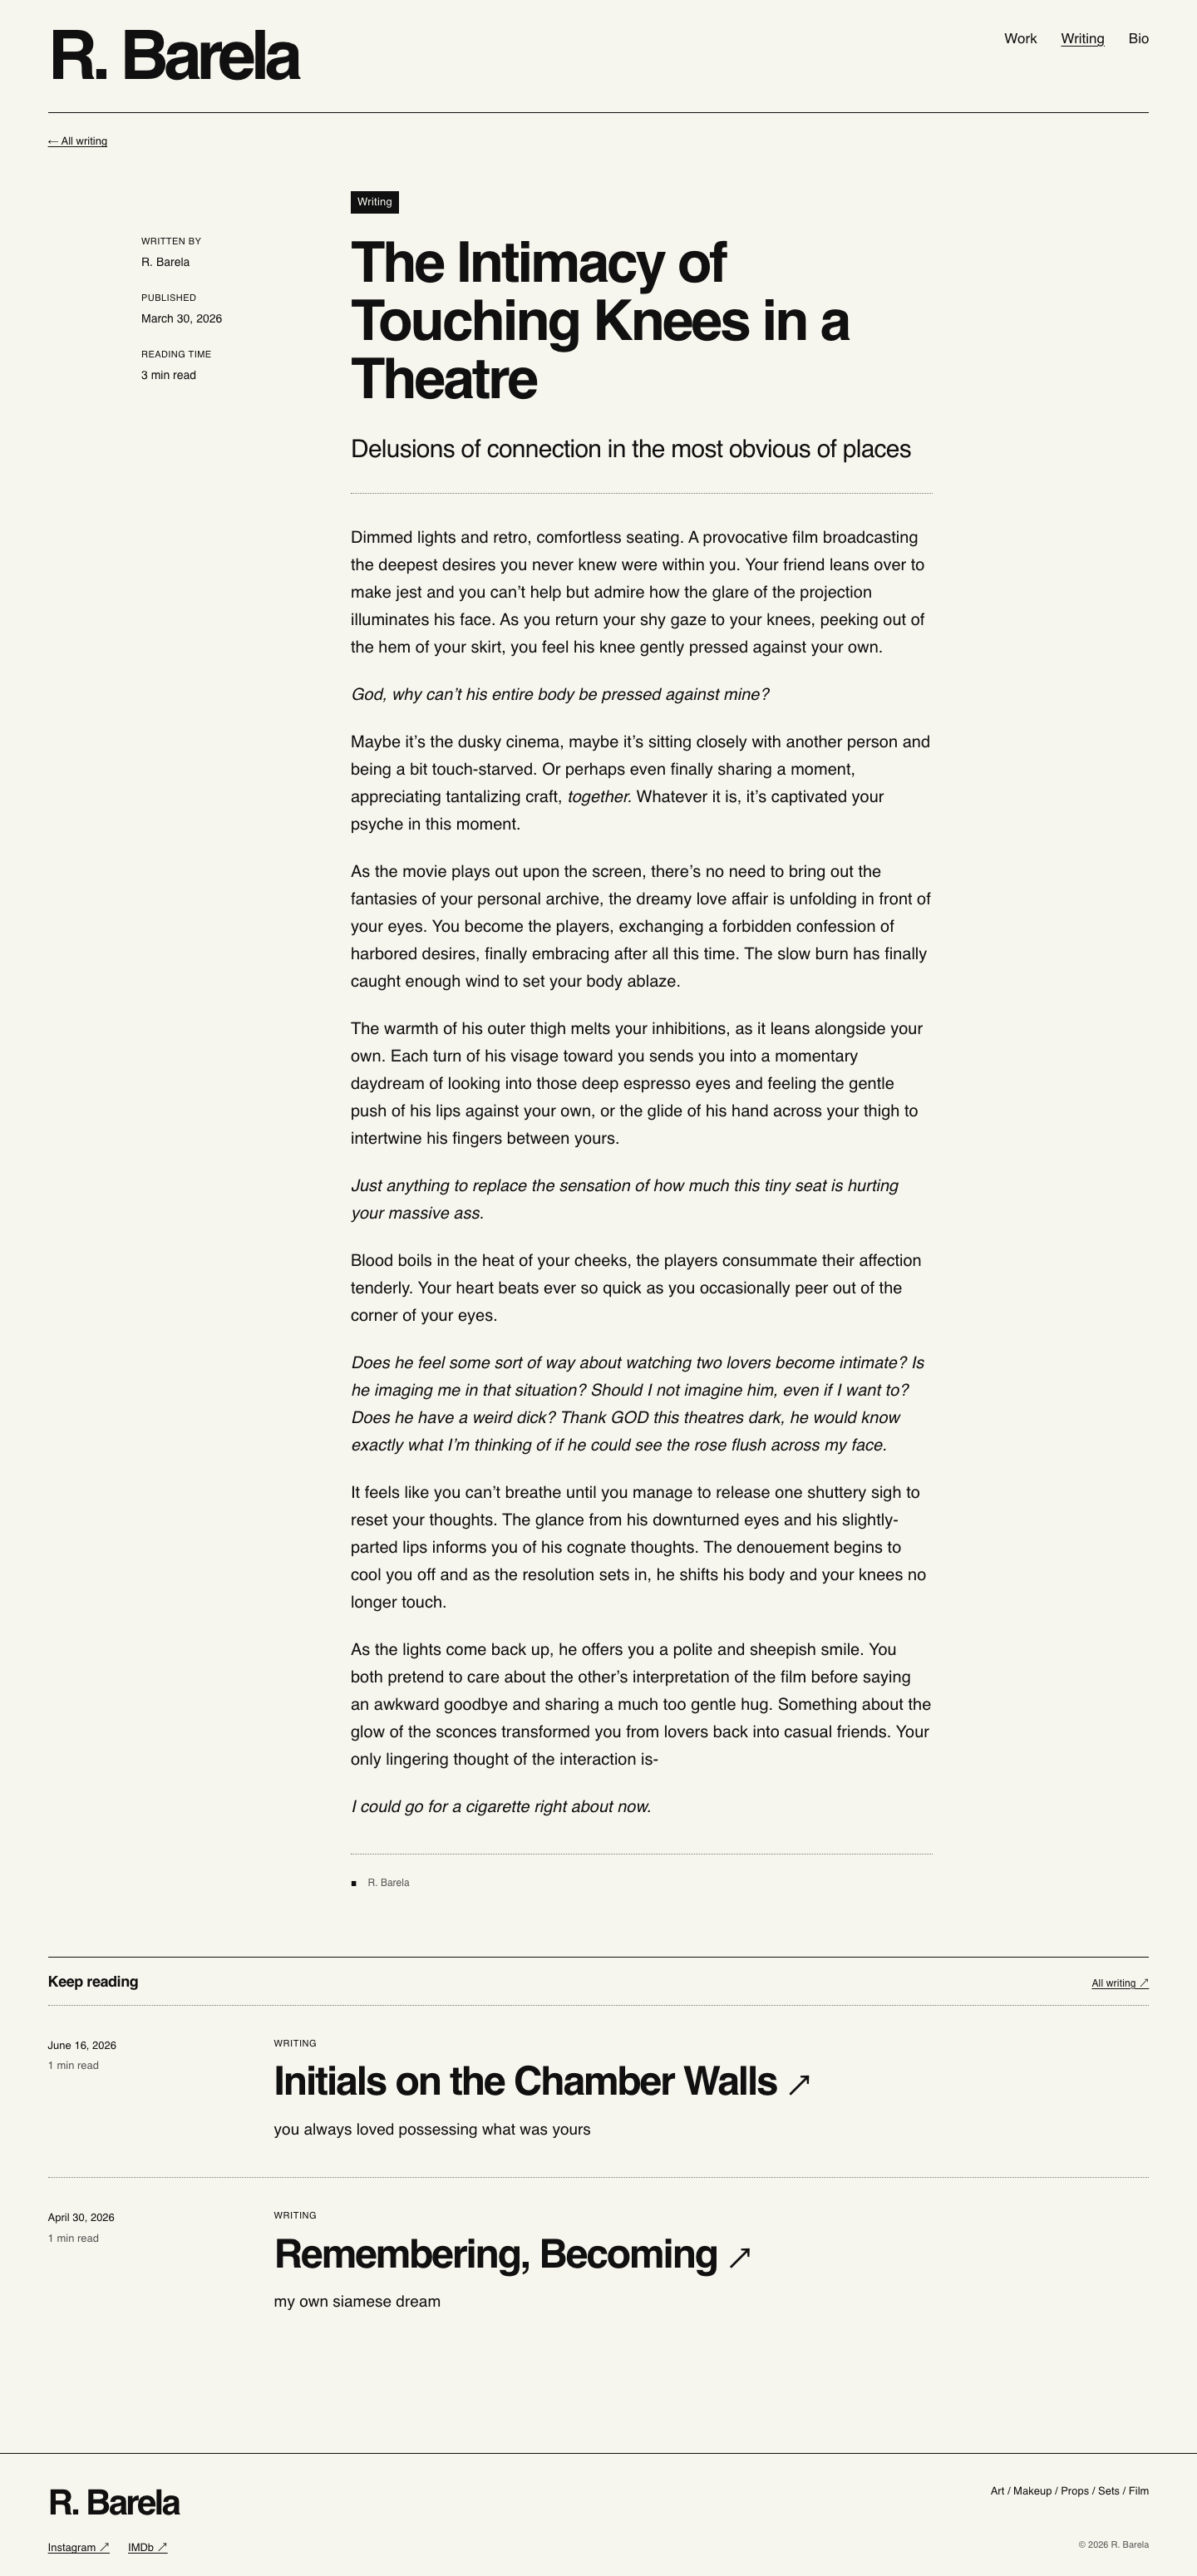 R. Barela
Work Writing Bio
← All writing
Writing
WRITTEN BY
R. Barela
PUBLISHED
March 30, 2026
READING TIME
3 min read
The Intimacy of
Touching Knees in a
Theatre
Delusions of connection in the most obvious of places
Dimmed lights and retro, comfortless seating. A provocative film broadcasting
the deepest desires you never knew were within you. Your friend leans over to
make jest and you can’t help but admire how the glare of the projection
illuminates his face. As you return your shy gaze to your knees, peeking out of
the hem of your skirt, you feel his knee gently pressed against your own.
God, why can’t his entire body be pressed against mine?
Maybe it’s the dusky cinema, maybe it’s sitting closely with another person and
being a bit touch-starved. Or perhaps even finally sharing a moment,
appreciating tantalizing craft, together. Whatever it is, it’s captivated your
psyche in this moment.
As the movie plays out upon the screen, there’s no need to bring out the
fantasies of your personal archive, the dreamy love affair is unfolding in front of
your eyes. You become the players, exchanging a forbidden confession of
harbored desires, finally embracing after all this time. The slow burn has finally
caught enough wind to set your body ablaze.
The warmth of his outer thigh melts your inhibitions, as it leans alongside your
own. Each turn of his visage toward you sends you into a momentary
daydream of looking into those deep espresso eyes and feeling the gentle
push of his lips against your own, or the glide of his hand across your thigh to
intertwine his fingers between yours.
Just anything to replace the sensation of how much this tiny seat is hurting
your massive ass.
Blood boils in the heat of your cheeks, the players consummate their affection
tenderly. Your heart beats ever so quick as you occasionally peer out of the
corner of your eyes.
Does he feel some sort of way about watching two lovers become intimate? Is
he imaging me in that situation? Should I not imagine him, even if I want to?
Does he have a weird dick? Thank GOD this theatres dark, he would know
exactly what I’m thinking of if he could see the rose flush across my face.
It feels like you can’t breathe until you manage to release one shuttery sigh to
reset your thoughts. The glance from his downturned eyes and his slightly-
parted lips informs you of his cognate thoughts. The denouement begins to
cool you off and as the resolution sets in, he shifts his body and your knees no
longer touch.
As the lights come back up, he offers you a polite and sheepish smile. You
both pretend to care about the other’s interpretation of the film before saying
an awkward goodbye and sharing a much too gentle hug. Something about the
glow of the sconces transformed you from lovers back into casual friends. Your
only lingering thought of the interaction is-
I could go for a cigarette right about now.
■ R. Barela
Keep reading
All writing ↗
June 16, 2026
1 min read
WRITING
Initials on the Chamber Walls ↗
you always loved possessing what was yours
April 30, 2026
1 min read
WRITING
Remembering, Becoming ↗
my own siamese dream
R. Barela
Art / Makeup / Props / Sets / Film
Instagram ↗ IMDb ↗
© 2026 R. Barela